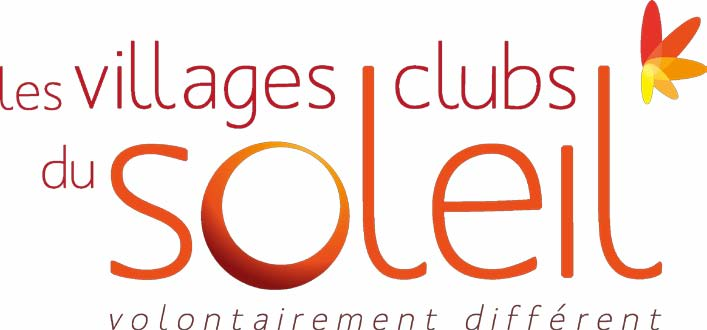 les villages clubs
du soleil
volontairement différent